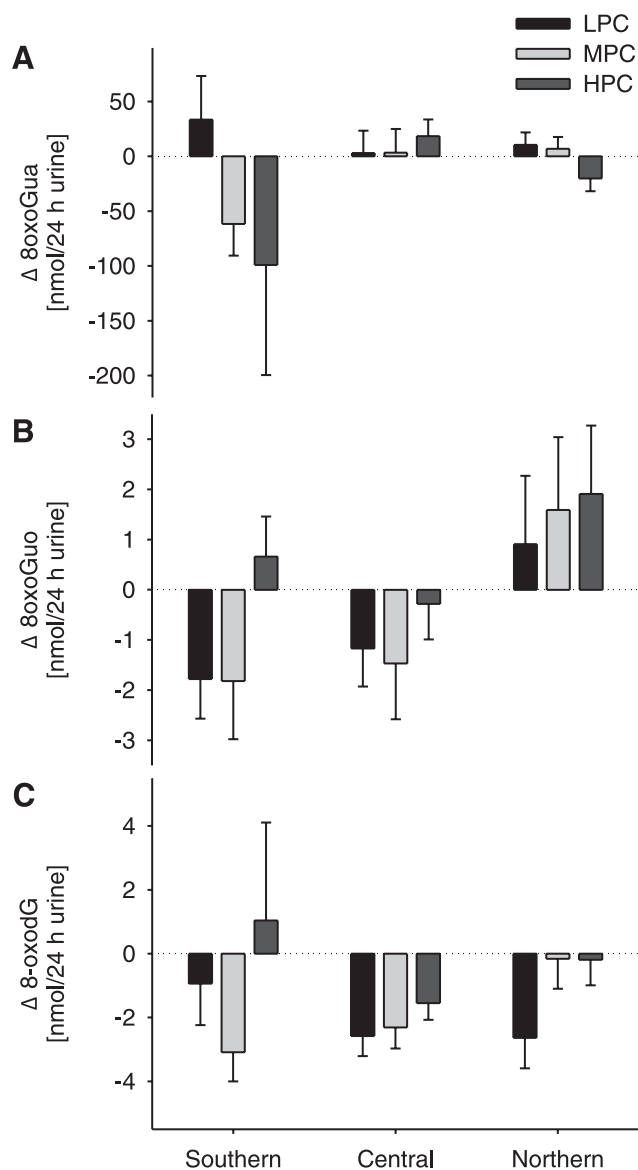 LPC
MPC
HPC
A
50
0
-50
-100
-150
-200
Δ 8oxoGua
[nmol/24 h urine]
B
3
2
1
0
-1
-2
-3
Δ 8oxoGuo
[nmol/24 h urine]
C
4
2
0
-2
-4
Δ 8-oxodG
[nmol/24 h urine]
Southern Central Northern